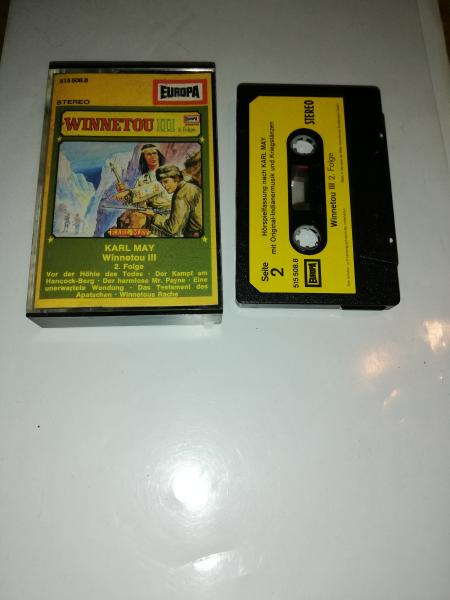 515 508.8
EUROPA
STEREO
WINNETOU III
EUROPA
2. Folge
KARL MAY
KARL MAY
Winnetou III
2. Folge
Vor der Höhle des Todes · Der Kampf am
Hancock-Berg · Der harmlose Mr. Payne · Eine
unerwartete Wendung · Das Testament des
Apatschen · Winnetous Rache
Seite
2
515 508.8
Hörspielfassung nach KARL MAY
mit Original-Indianermusik und Kriegstänzen
STEREO
Winnetou III 2. Folge
EUROPA